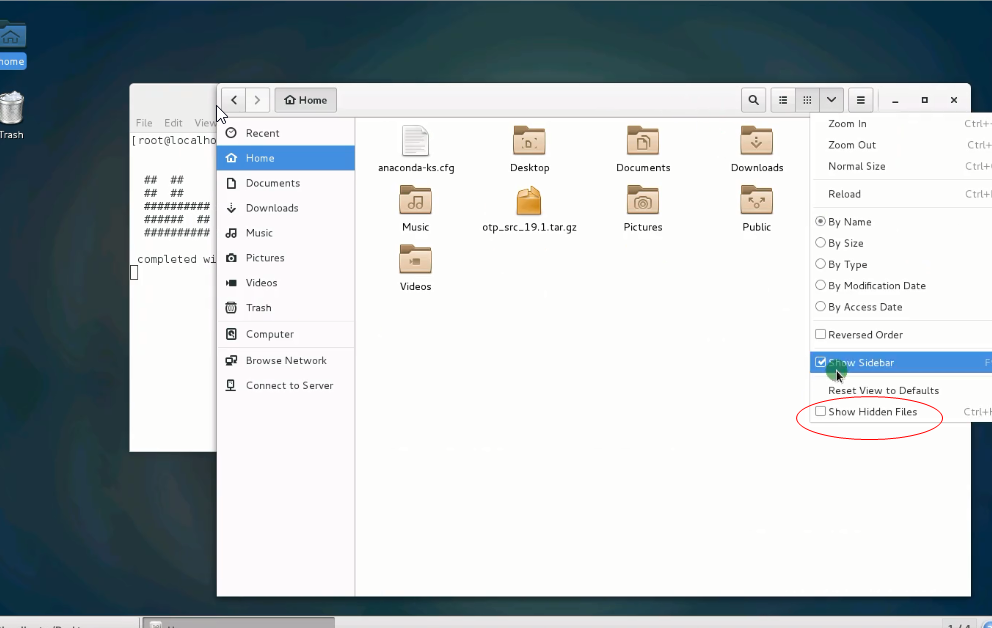 home
Trash
File Edit View
[root@localho
## ##
## ##
##########
###### ##
##########
completed wi
Home
Recent
Home
Documents
Downloads
Music
Pictures
Videos
Trash
Computer
Browse Network
Connect to Server
anaconda-ks.cfg
Desktop
Documents
Downloads
Music
otp_src_19.1.tar.gz
Pictures
Public
Videos
Zoom In Ctrl+
Zoom Out Ctrl+
Normal Size Ctrl+
Reload Ctrl+
By Name
By Size
By Type
By Modification Date
By Access Date
Reversed Order
Show Sidebar F
Reset View to Defaults
Show Hidden Files Ctrl+H